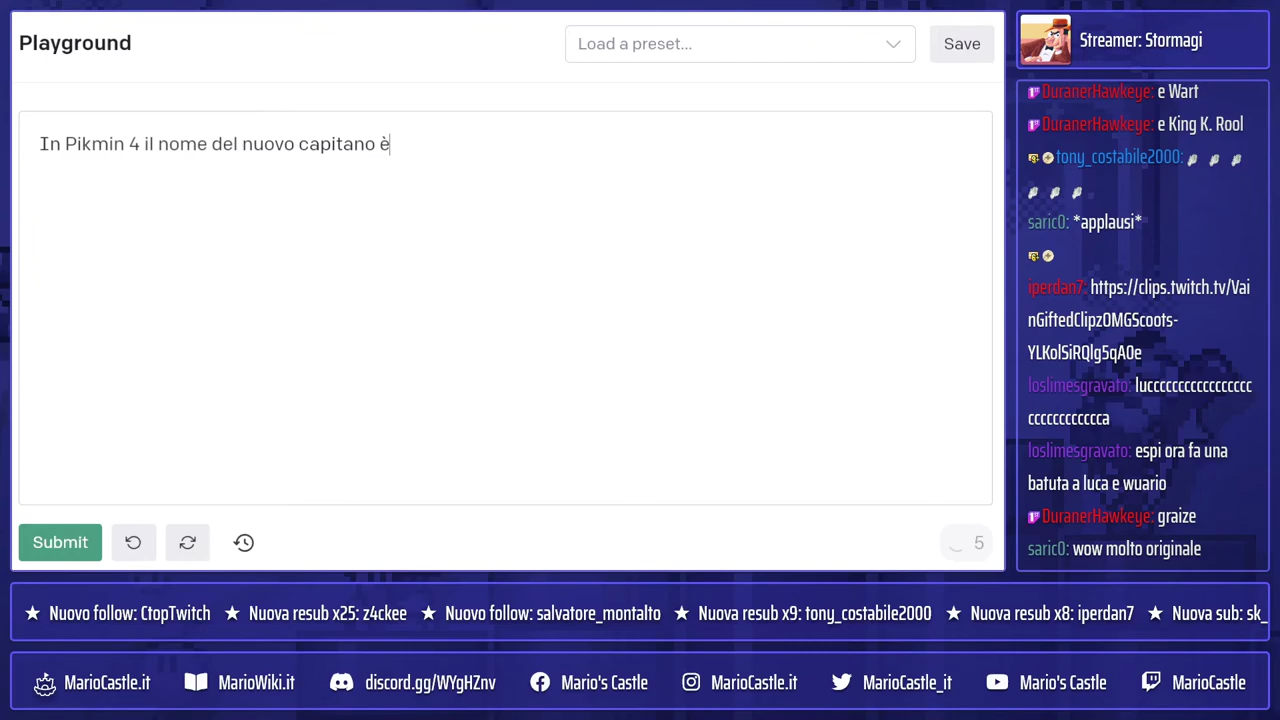 Playground
Load a preset...
Save
In Pikmin 4 il nome del nuovo capitano è
Submit
5
Streamer: Stormagi
DuranerHawkeye: e Wart
DuranerHawkeye: e King K. Rool
tony_costabile2000:
saric0: *applausi*
iperdan7: https://clips.twitch.tv/Vai
nGiftedClipzOMGScoots-
YLKolSiRQlg5qA0e
loslimesgravato: luccccccccccccccccc
ccccccccccccca
loslimesgravato: espi ora fa una
batuta a luca e wuario
DuranerHawkeye: graize
saric0: wow molto originale
★ Nuovo follow: CtopTwitch ★ Nuova resub x25: z4ckee ★ Nuovo follow: salvatore_montalto ★ Nuova resub x9: tony_costabile2000 ★ Nuova resub x8: iperdan7 ★ Nuova sub: sk_
MarioCastle.it MarioWiki.it discord.gg/WYgHZnv Mario's Castle MarioCastle.it MarioCastle_it Mario's Castle MarioCastle